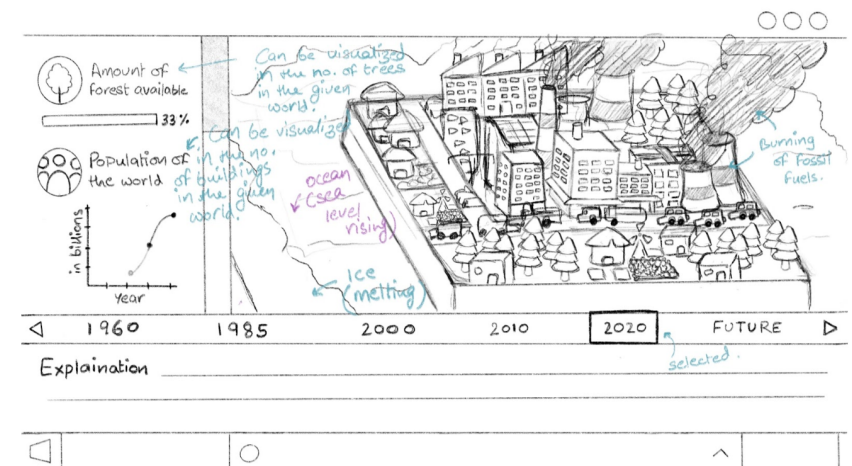 Amount of
forest available
33%
Population of
the world
in billions
Year
Can be visualized
in the no. of trees
in the given
world.
Can be visualized
in the no.
of buildings
in the given
world.
ocean
(sea
level
rising)
Ice
(melting)
Burning
of Fossil
Fuels.
1960
1985
2000
2010
2020
FUTURE
selected.
Explaination